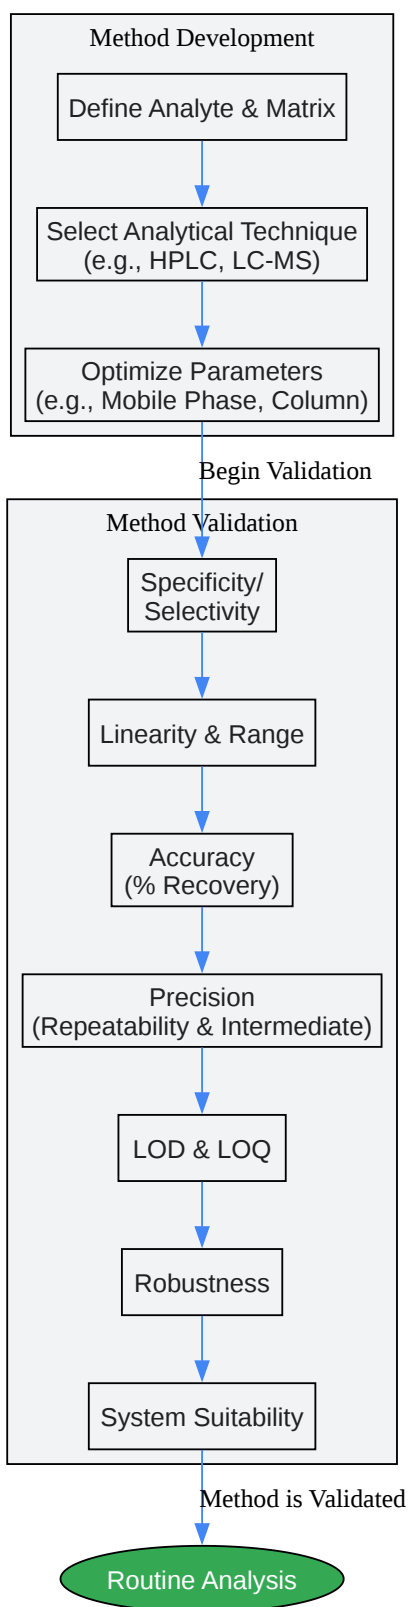 Method Development
Define Analyte & Matrix
Select Analytical Technique
(e.g., HPLC, LC-MS)
Optimize Parameters
(e.g., Mobile Phase, Column)
Begin Validation
Method Validation
Specificity/
Selectivity
Linearity & Range
Accuracy
(% Recovery)
Precision
(Repeatability & Intermediate)
LOD & LOQ
Robustness
System Suitability
Method is Validated
Routine Analysis